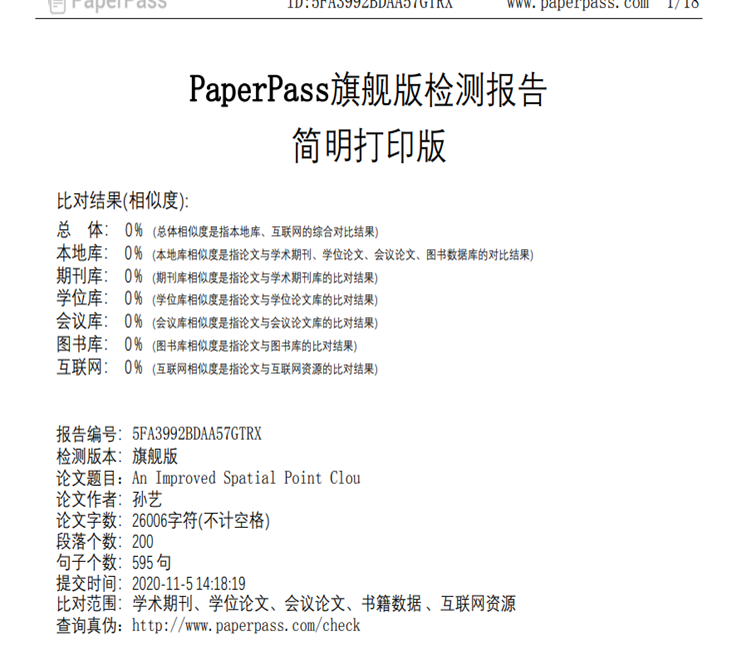 PaperPass ID:5FA3992BDAA57GTRX www.paperpass.com 1/18
PaperPass旗舰版检测报告
简明打印版
比对结果(相似度):
总 体: 0% (总体相似度是指本地库、互联网的综合对比结果)
本地库: 0% (本地库相似度是指论文与学术期刊、学位论文、会议论文、图书数据库的对比结果)
期刊库: 0% (期刊库相似度是指论文与学术期刊库的比对结果)
学位库: 0% (学位库相似度是指论文与学位论文库的比对结果)
会议库: 0% (会议库相似度是指论文与会议论文库的比对结果)
图书库: 0% (图书库相似度是指论文与图书库的比对结果)
互联网: 0% (互联网相似度是指论文与互联网资源的比对结果)
报告编号: 5FA3992BDAA57GTRX
检测版本: 旗舰版
论文题目: An Improved Spatial Point Clou
论文作者: 孙艺
论文字数: 26006字符(不计空格)
段落个数: 200
句子个数: 595 句
提交时间: 2020-11-5 14:18:19
比对范围: 学术期刊、学位论文、会议论文、书籍数据 、互联网资源
查询真伪: http://www.paperpass.com/check